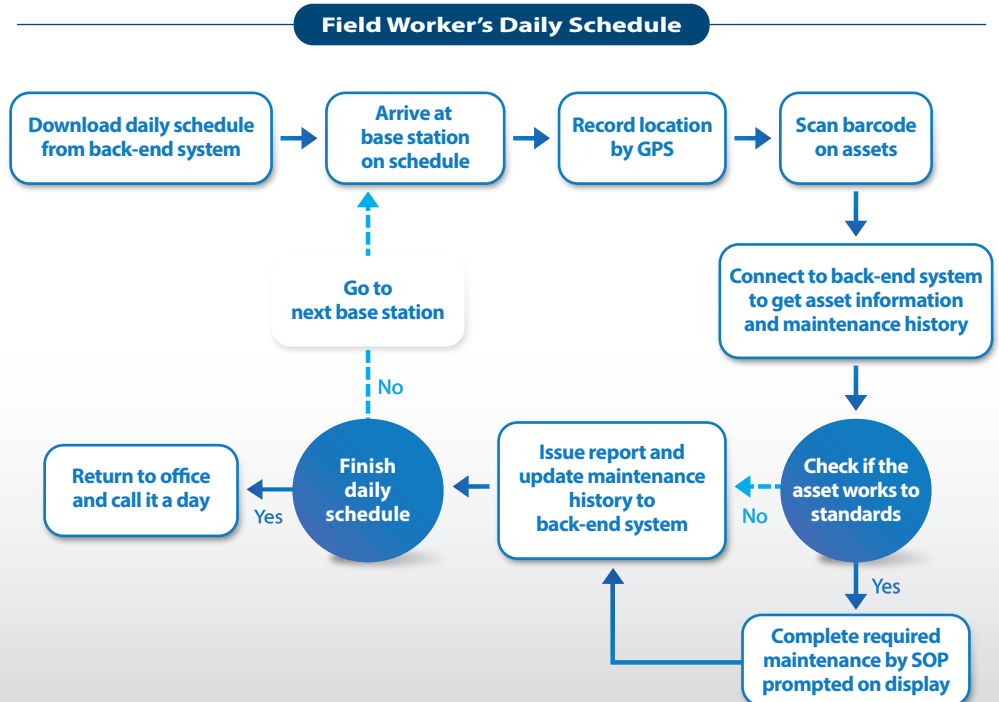 Field Worker's Daily Schedule
Download daily schedule
from back-end system
Arrive at
base station
on schedule
Record location
by GPS
Scan barcode
on assets
Connect to back-end system
to get asset information
and maintenance history
Go to
next base station
No
Check if the
asset works to
standards
No
Yes
Complete required
maintenance by SOP
prompted on display
Issue report and
update maintenance
history to
back-end system
Finish
daily
schedule
Yes
Return to office
and call it a day